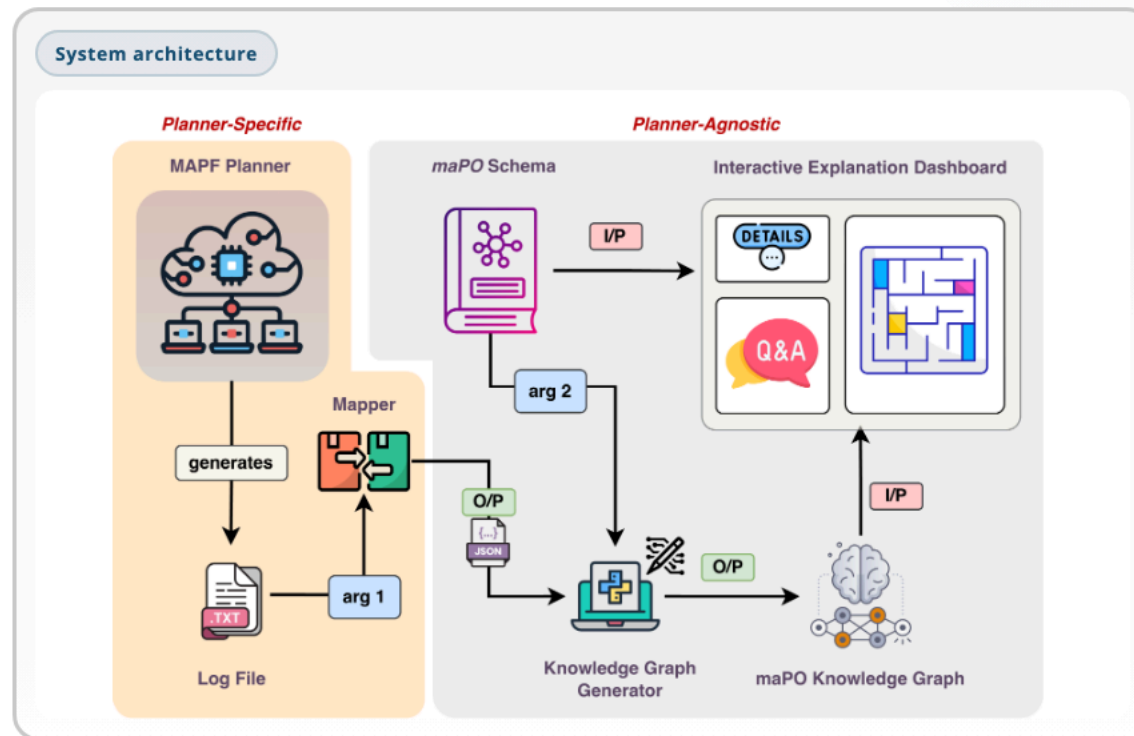 System architecture
Planner-Specific
Planner-Agnostic
MAPF Planner
maPO Schema
Interactive Explanation Dashboard
I/P
DETAILS
Q&A
arg 2
Mapper
generates
O/P
{...}
JSON
I/P
O/P
.TXT
arg 1
Log File
Knowledge Graph
Generator
maPO Knowledge Graph